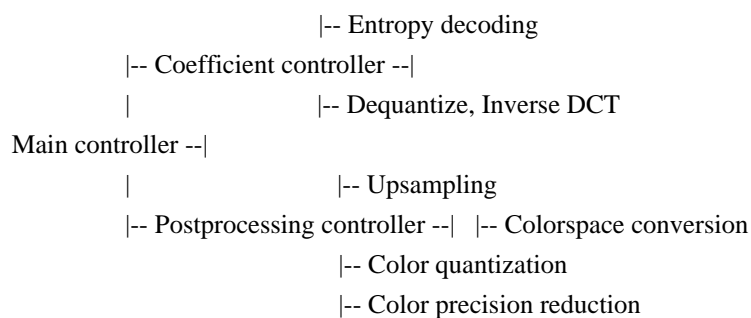 |-- Entropy decoding
|-- Coefficient controller --|
| |-- Dequantize, Inverse DCT
Main controller --|
| |-- Upsampling
|-- Postprocessing controller --| |-- Colorspace conversion
|-- Color quantization
|-- Color precision reduction